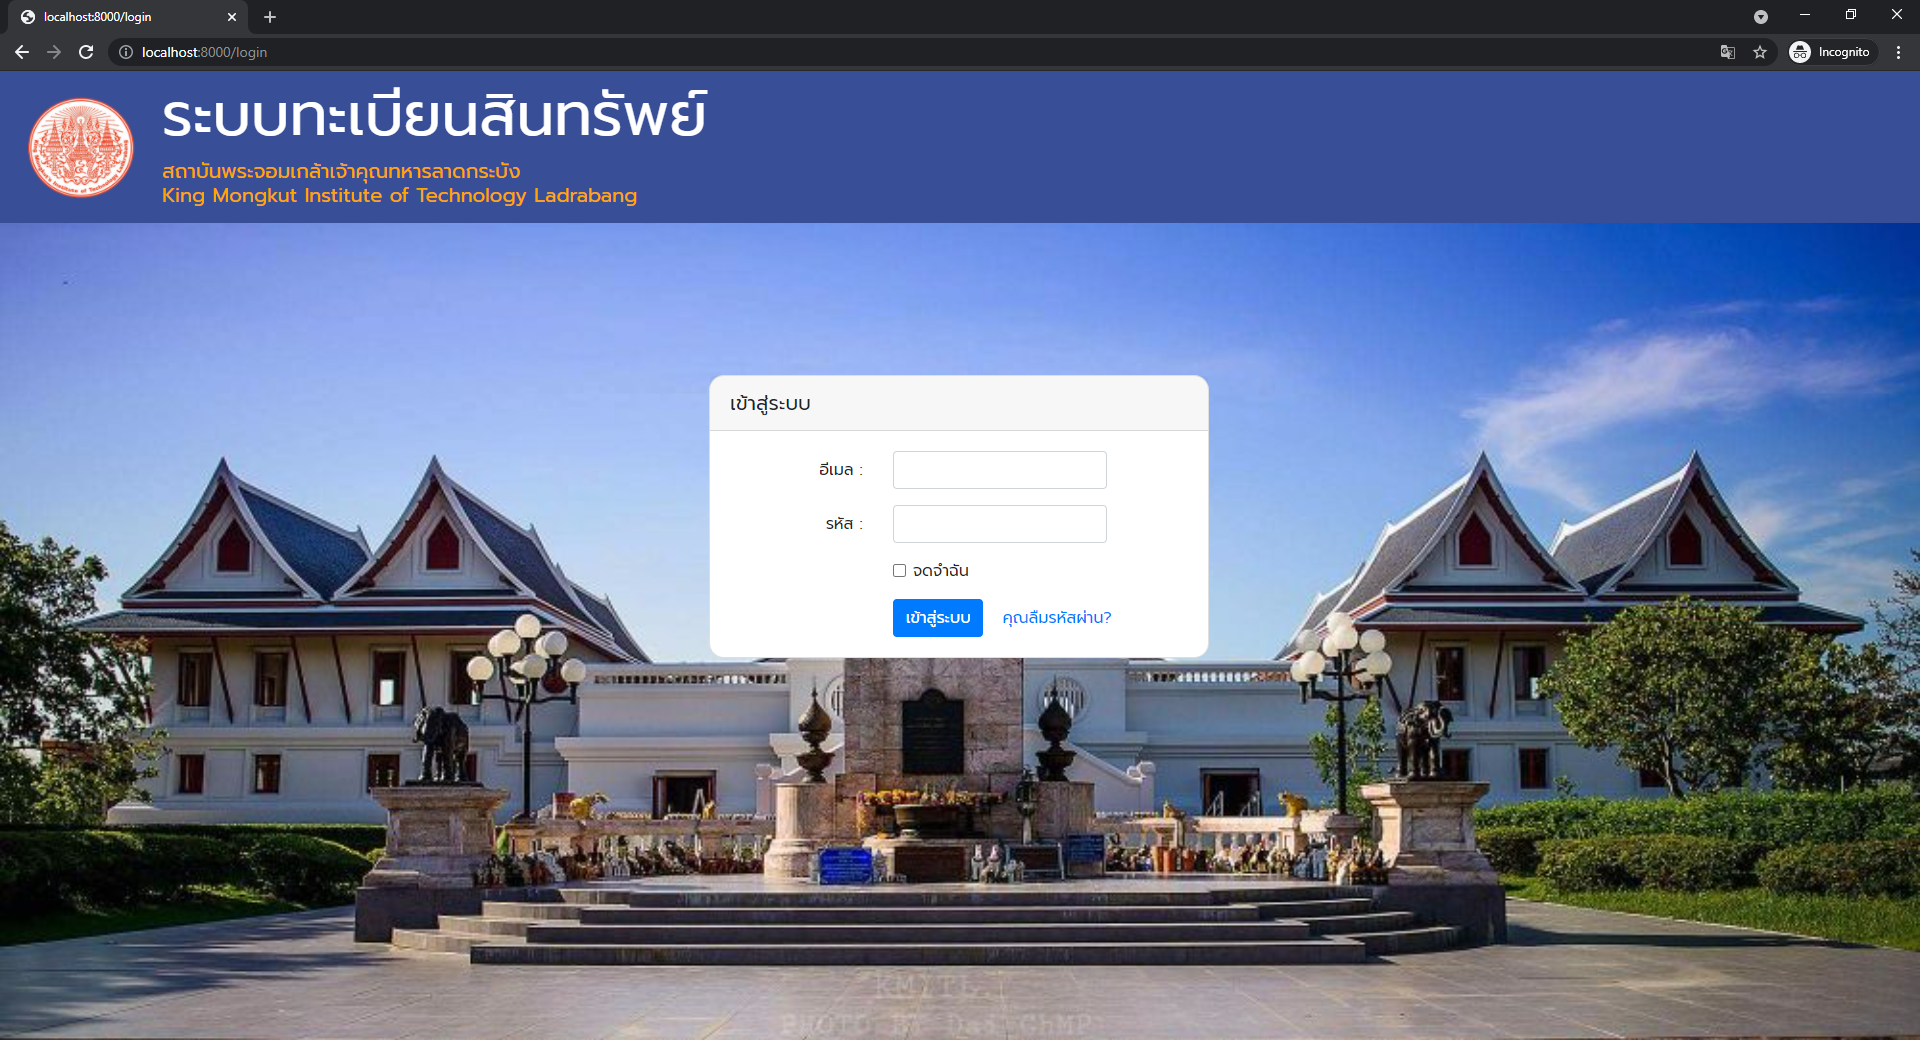 localhost:8000/login
localhost:8000/login
Incognito
ระบบทะเบียนสินทรัพย์
สถาบันพระจอมเกล้าเจ้าคุณทหารลาดกระบัง
King Mongkut Institute of Technology Ladrabang
เข้าสู่ระบบ
อีเมล :
รหัส :
จดจำฉัน
เข้าสู่ระบบ
คุณลืมรหัสผ่าน?
PHOTO BY